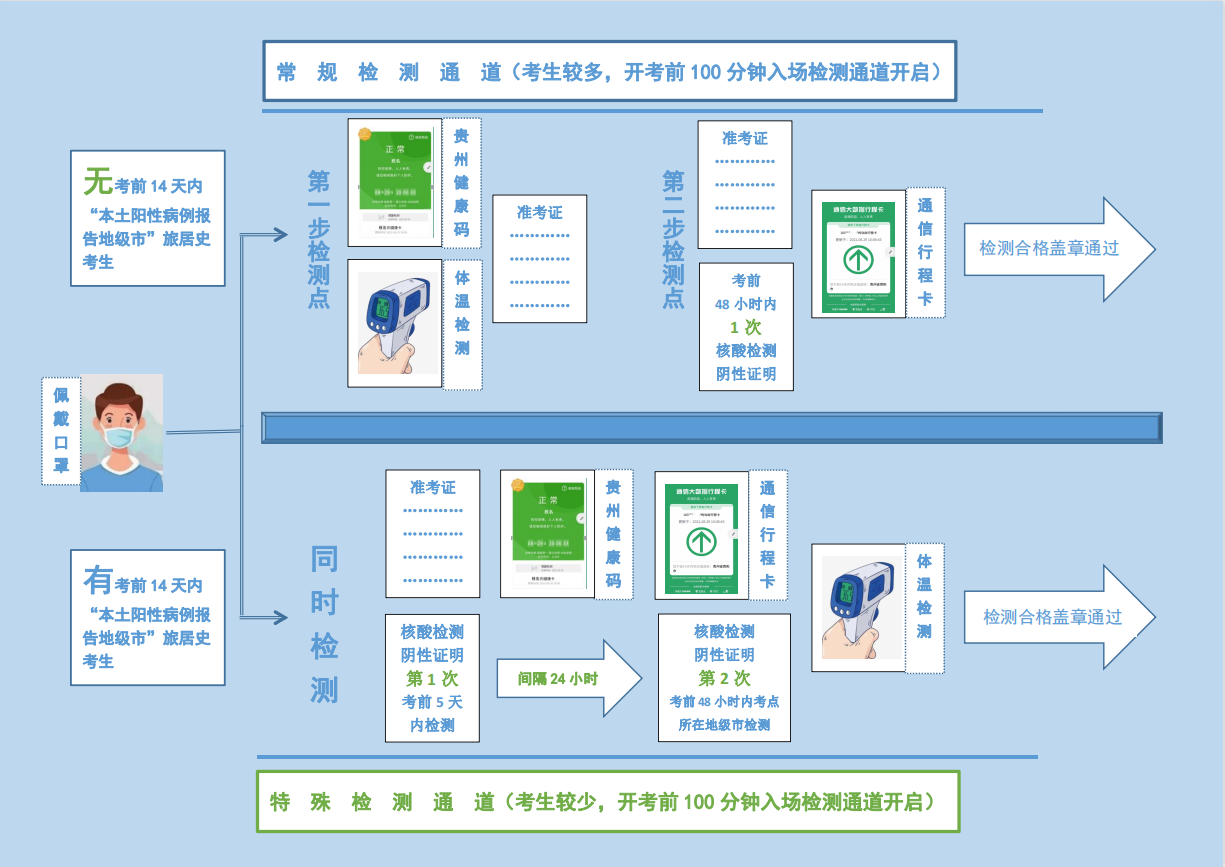 常 规 检 测 通 道（考生较多，开考前 100 分钟入场检测通道开启）
无考前 14 天内
“本土阳性病例报
告地级市”旅居史
考生
佩戴口罩
有考前 14 天内
“本土阳性病例报
告地级市”旅居史
考生
第一步检测点
正常
姓名
贵州健康码
体温检测
准考证
第二步检测点
准考证
考前
48 小时内
1 次
核酸检测
阴性证明
通信大数据行程卡
通信行程卡
检测合格盖章通过
同时检测
准考证
正常
姓名
贵州健康码
通信大数据行程卡
通信行程卡
核酸检测
阴性证明
第 1 次
考前 5 天
内检测
间隔 24 小时
核酸检测
阴性证明
第 2 次
考前 48 小时内考点
所在地级市检测
体温检测
检测合格盖章通过
特 殊 检 测 通 道（考生较少，开考前 100 分钟入场检测通道开启）